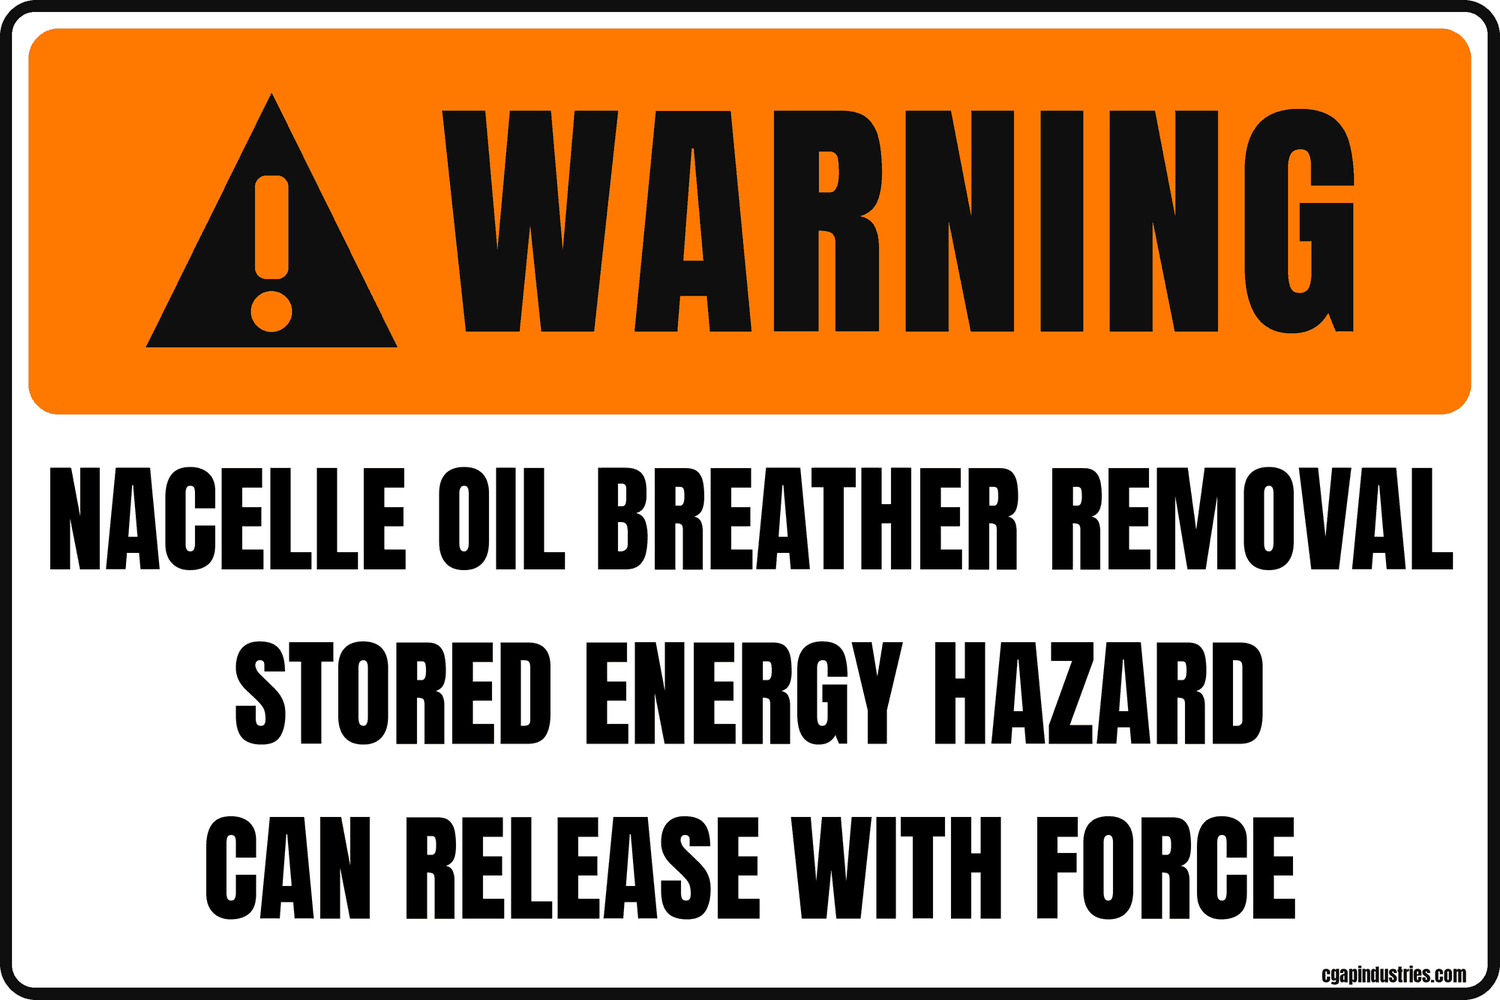 WARNING
NACELLE OIL BREATHER REMOVAL
STORED ENERGY HAZARD
CAN RELEASE WITH FORCE
cgapindustries.com